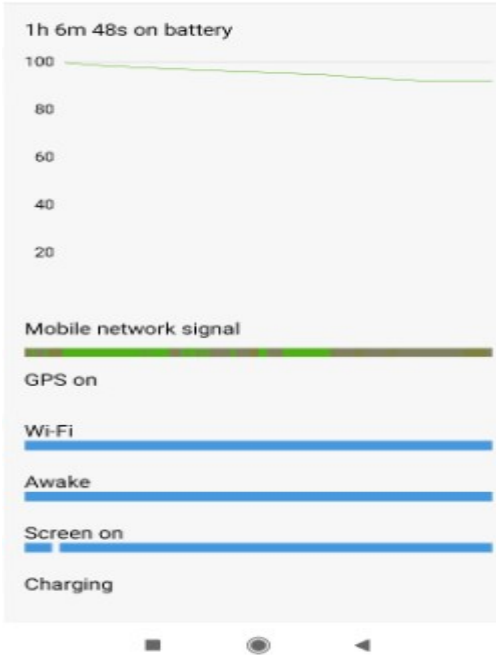 1h 6m 48s on battery
100
80
60
40
20
Mobile network signal
GPS on
Wi-Fi
Awake
Screen on
Charging